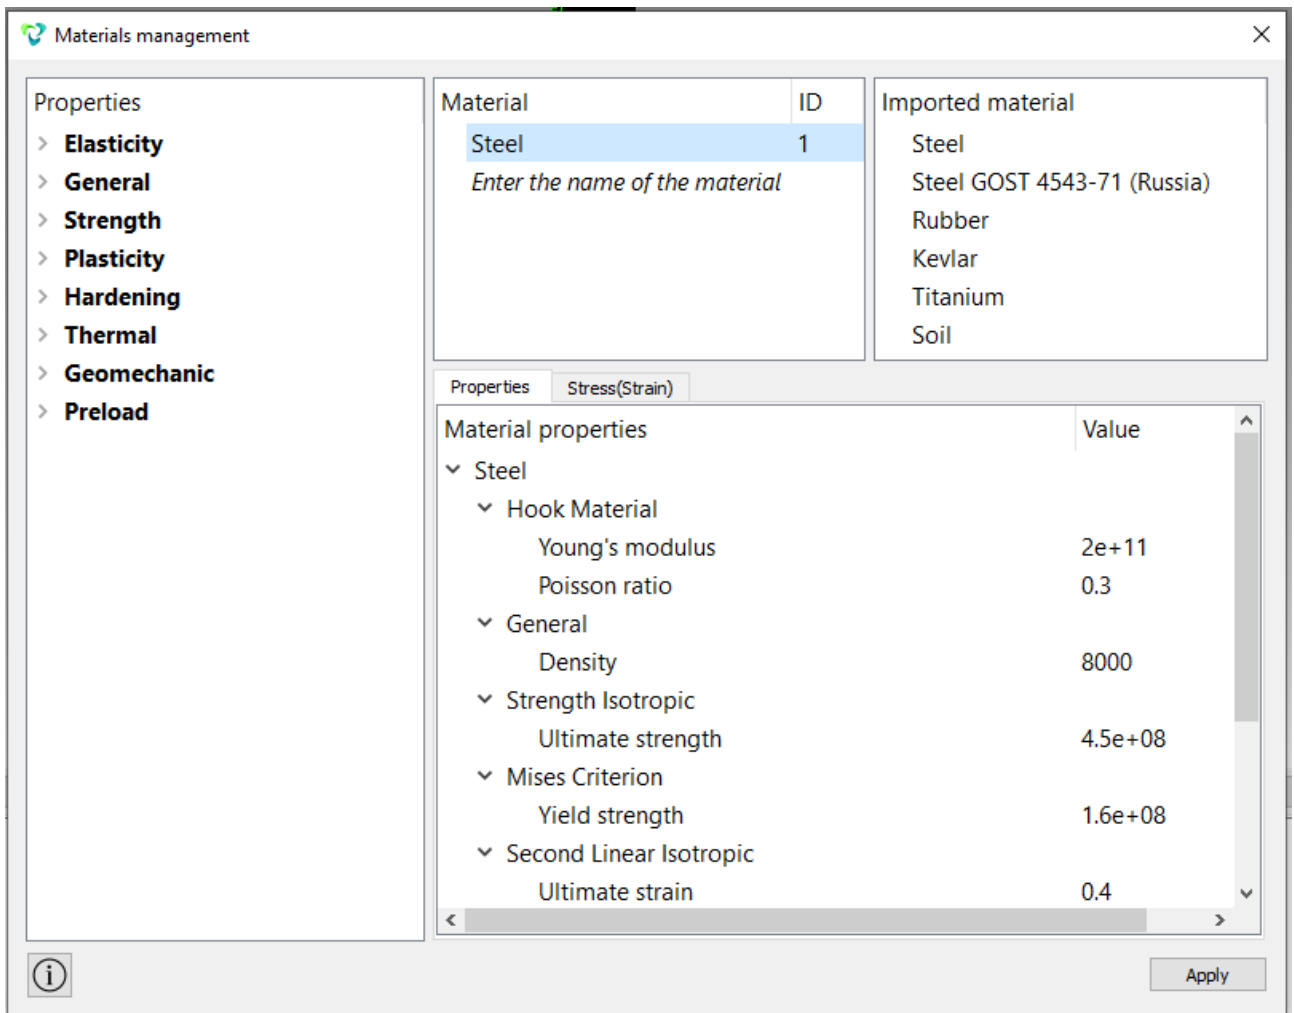 Materials management
Properties
Elasticity
General
Strength
Plasticity
Hardening
Thermal
Geomechanic
Preload
Material ID
Steel 1
Enter the name of the material
Imported material
Steel
Steel GOST 4543-71 (Russia)
Rubber
Kevlar
Titanium
Soil
Properties Stress(Strain)
Material properties Value
Steel
Hook Material
Young's modulus 2e+11
Poisson ratio 0.3
General
Density 8000
Strength Isotropic
Ultimate strength 4.5e+08
Mises Criterion
Yield strength 1.6e+08
Second Linear Isotropic
Ultimate strain 0.4
Apply